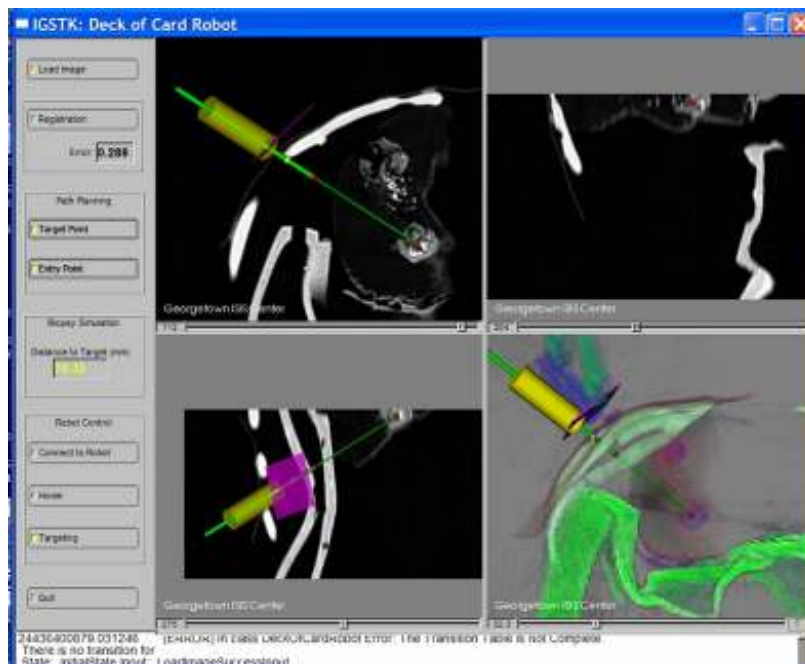 IGSTK: Deck of Card Robot
Load Image
Registration
Error 0.286
Path Planning
Target Point
Entry Point
Biopsy Simulation
Distance to Target (mm)
Robot Control
Connect to Robot
Home
Targeting
Quit
Georgetown ISIS Center
Georgetown ISIS Center
Georgetown ISIS Center
Georgetown ISIS Center
24436400879.031246 [ERROR] In class DeckOfCardRobot Error: The Transition Table is not Complete
There is no transition for
State: InitialState Input: LoadImageSuccessInput